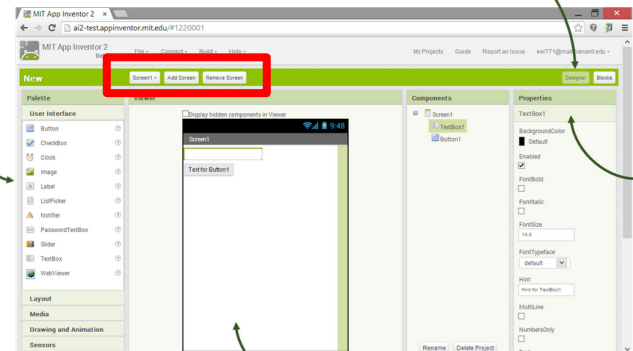 MIT App Inventor 2 ×
ai2-test.appinventor.mit.edu/#1220001
MIT App Inventor 2
Beta
File Connect Build Help
My Projects Guide Report an Issue
New
Screen1 Add Screen Remove Screen
Designer Blocks
Palette
Viewer
Components
Properties
User Interface
Button
CheckBox
Clock
Image
Label
ListPicker
Notifier
PasswordTextBox
Slider
TextBox
WebViewer
Layout
Media
Drawing and Animation
Sensors
Display hidden components in Viewer
9:48
Screen1
Text for Button1
Screen1
TextBox1
Button1
Rename Delete Project
TextBox1
BackgroundColor
Default
Enabled
FontBold
FontItalic
FontSize
14.0
FontTypeface
default
Hint
Hint for TextBox1
MultiLine
NumbersOnly